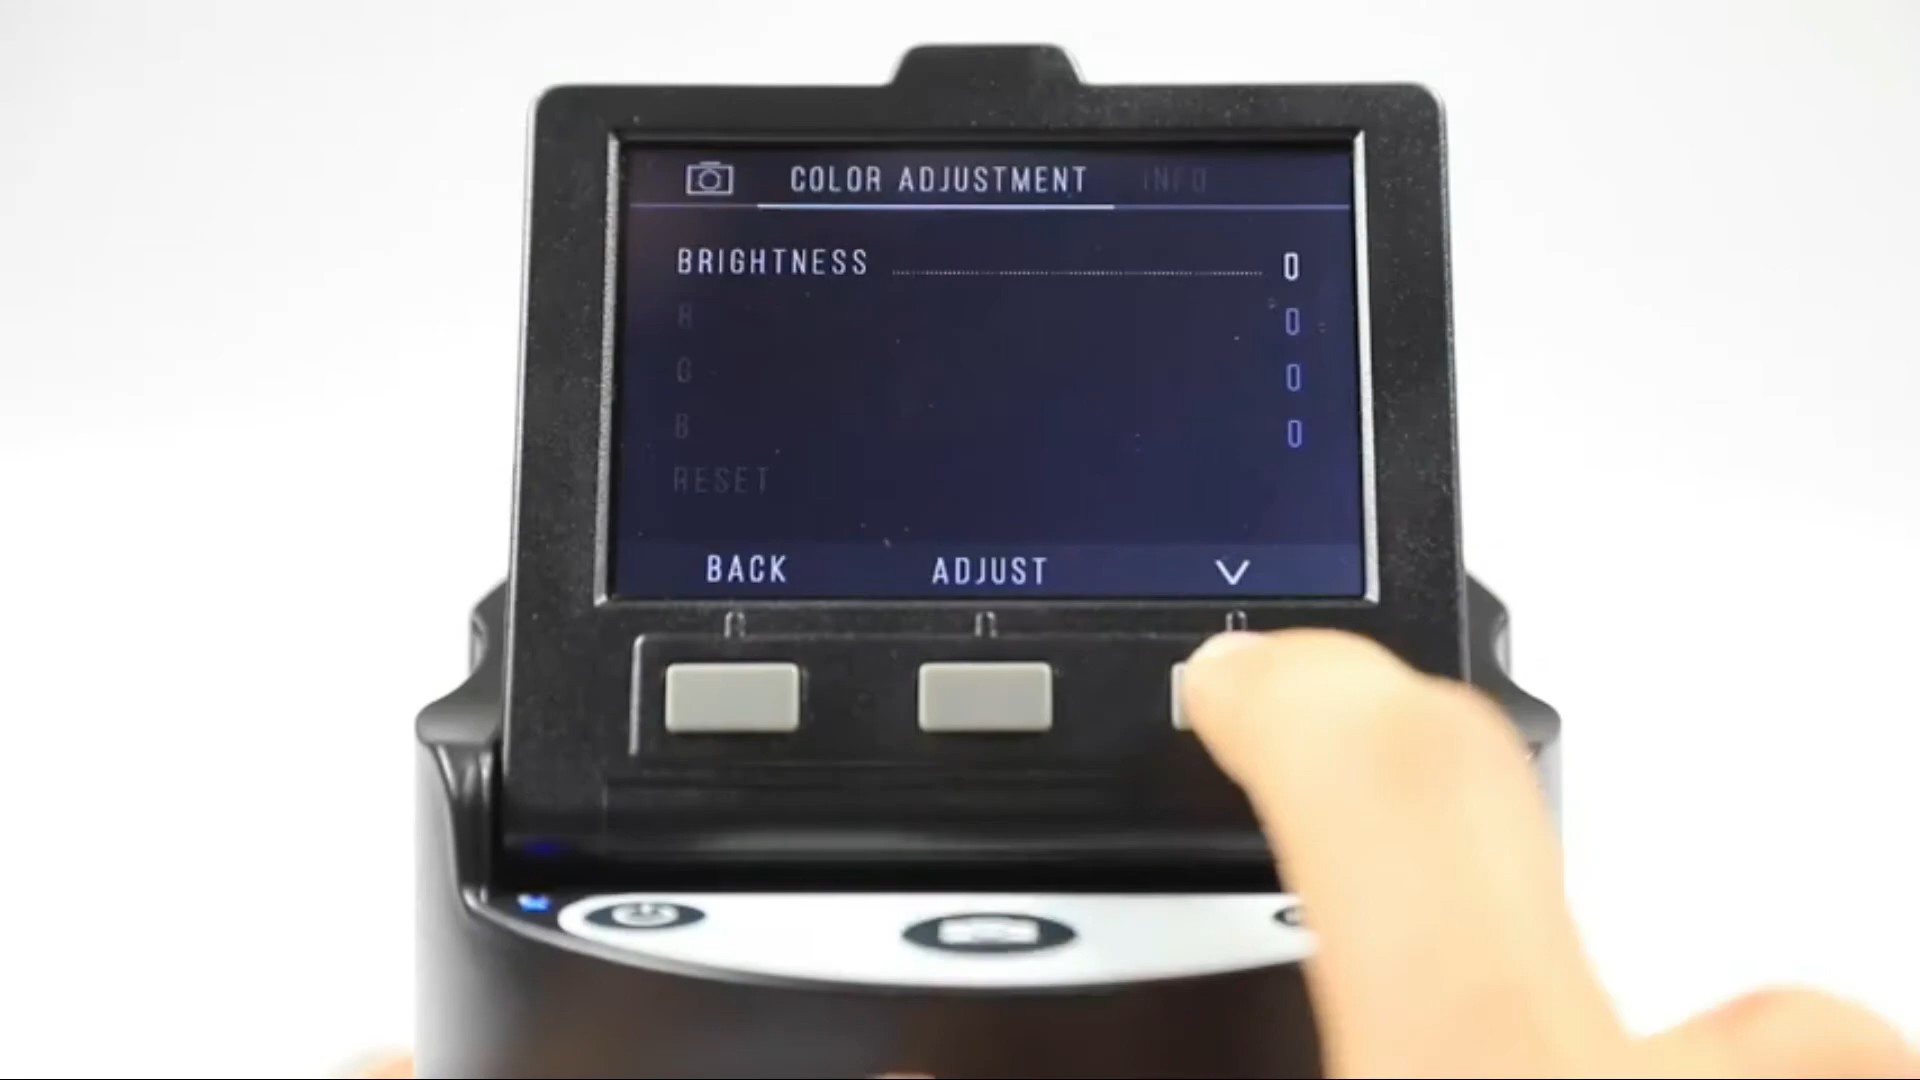 COLOR ADJUSTMENT INFO
BRIGHTNESS 0
R 0
G 0
B 0
RESET
BACK ADJUST